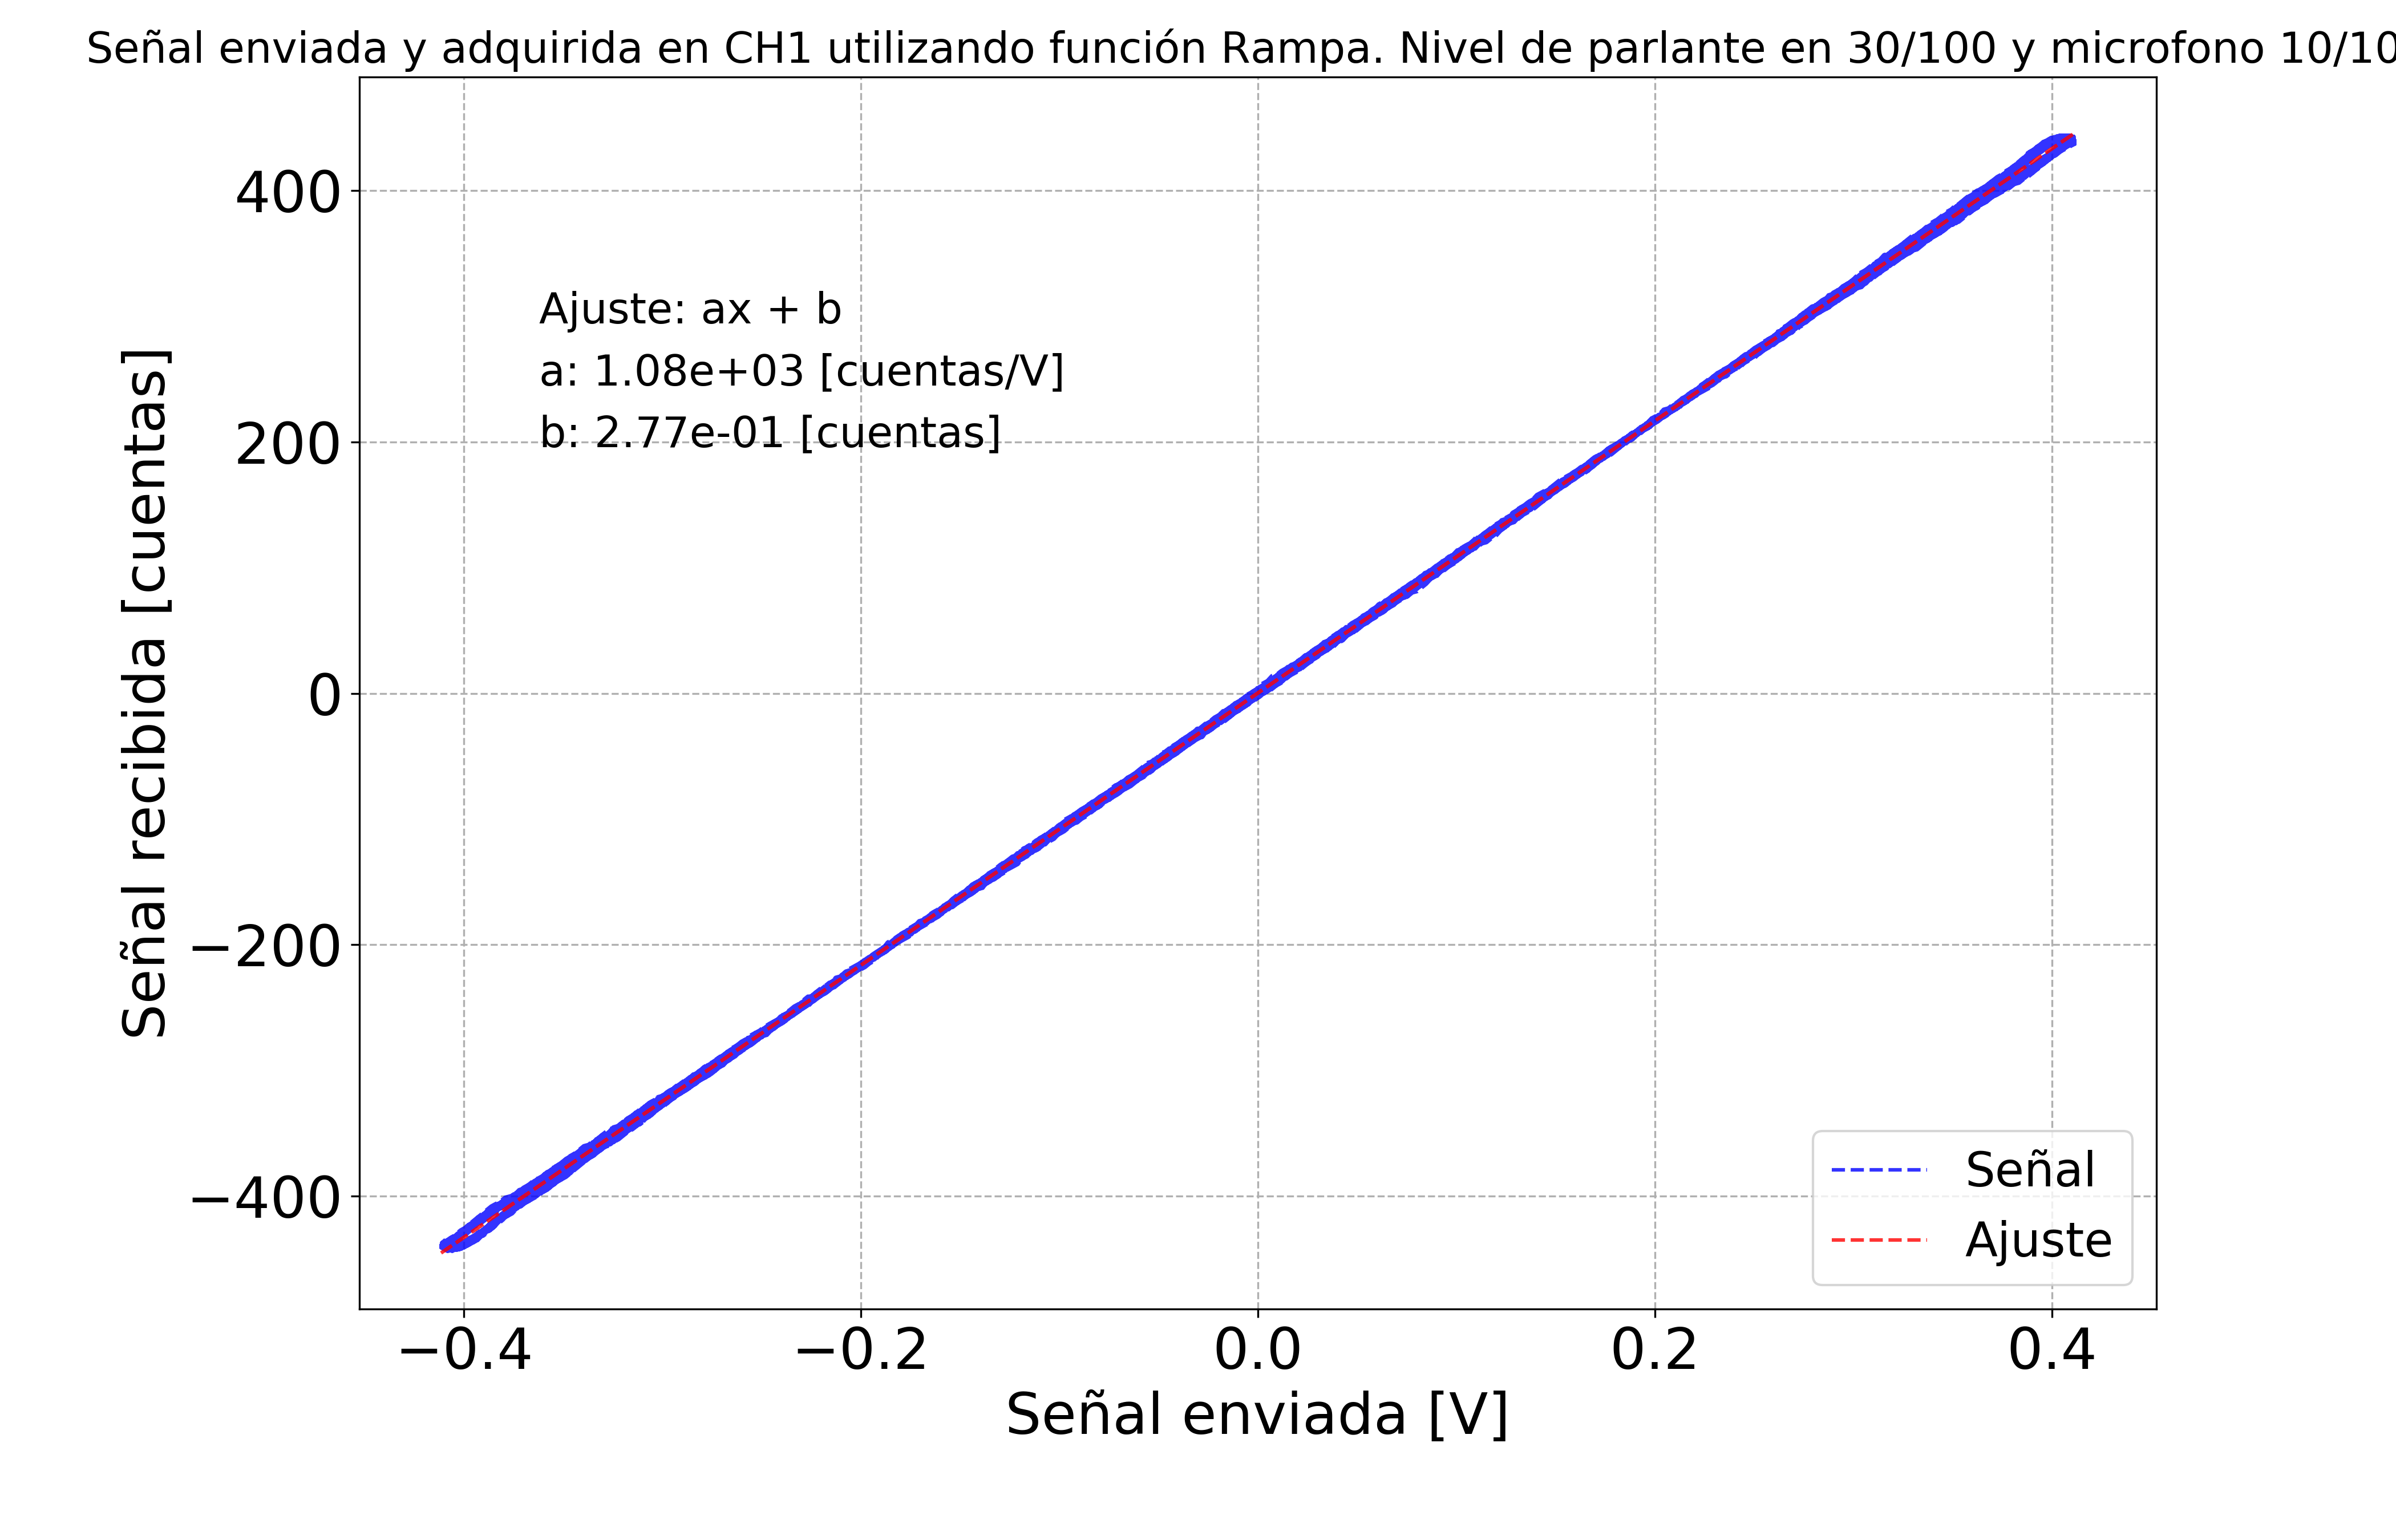 Señal enviada y adquirida en CH1 utilizando función Rampa. Nivel de parlante en 30/100 y microfono 10/10
400
200
0
−200
−400
Señal recibida [cuentas]
Ajuste: ax + b
a: 1.08e+03 [cuentas/V]
b: 2.77e-01 [cuentas]
Señal
Ajuste
−0.4
−0.2
0.0
0.2
0.4
Señal enviada [V]